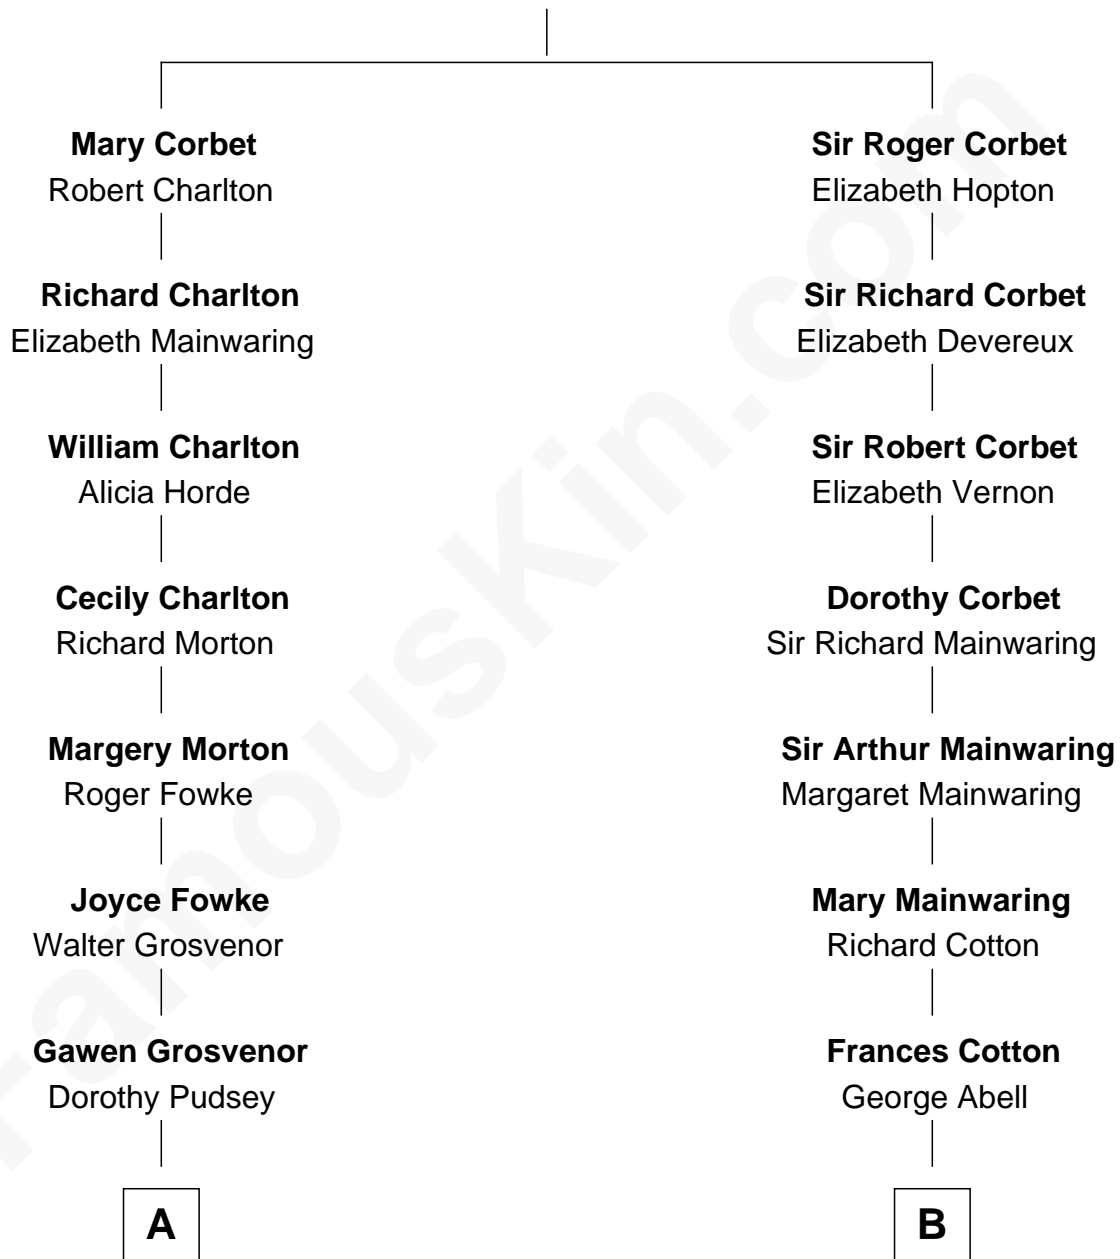 Mary Corbet
Robert Charlton
Richard Charlton
Elizabeth Mainwaring
William Charlton
Alicia Horde
Cecily Charlton
Richard Morton
Margery Morton
Roger Fowke
Joyce Fowke
Walter Grosvenor
Gawen Grosvenor
Dorothy Pudsey
A
Sir Roger Corbet
Elizabeth Hopton
Sir Richard Corbet
Elizabeth Devereux
Sir Robert Corbet
Elizabeth Vernon
Dorothy Corbet
Sir Richard Mainwaring
Sir Arthur Mainwaring
Margaret Mainwaring
Mary Mainwaring
Richard Cotton
Frances Cotton
George Abell
B
FamousKin.com